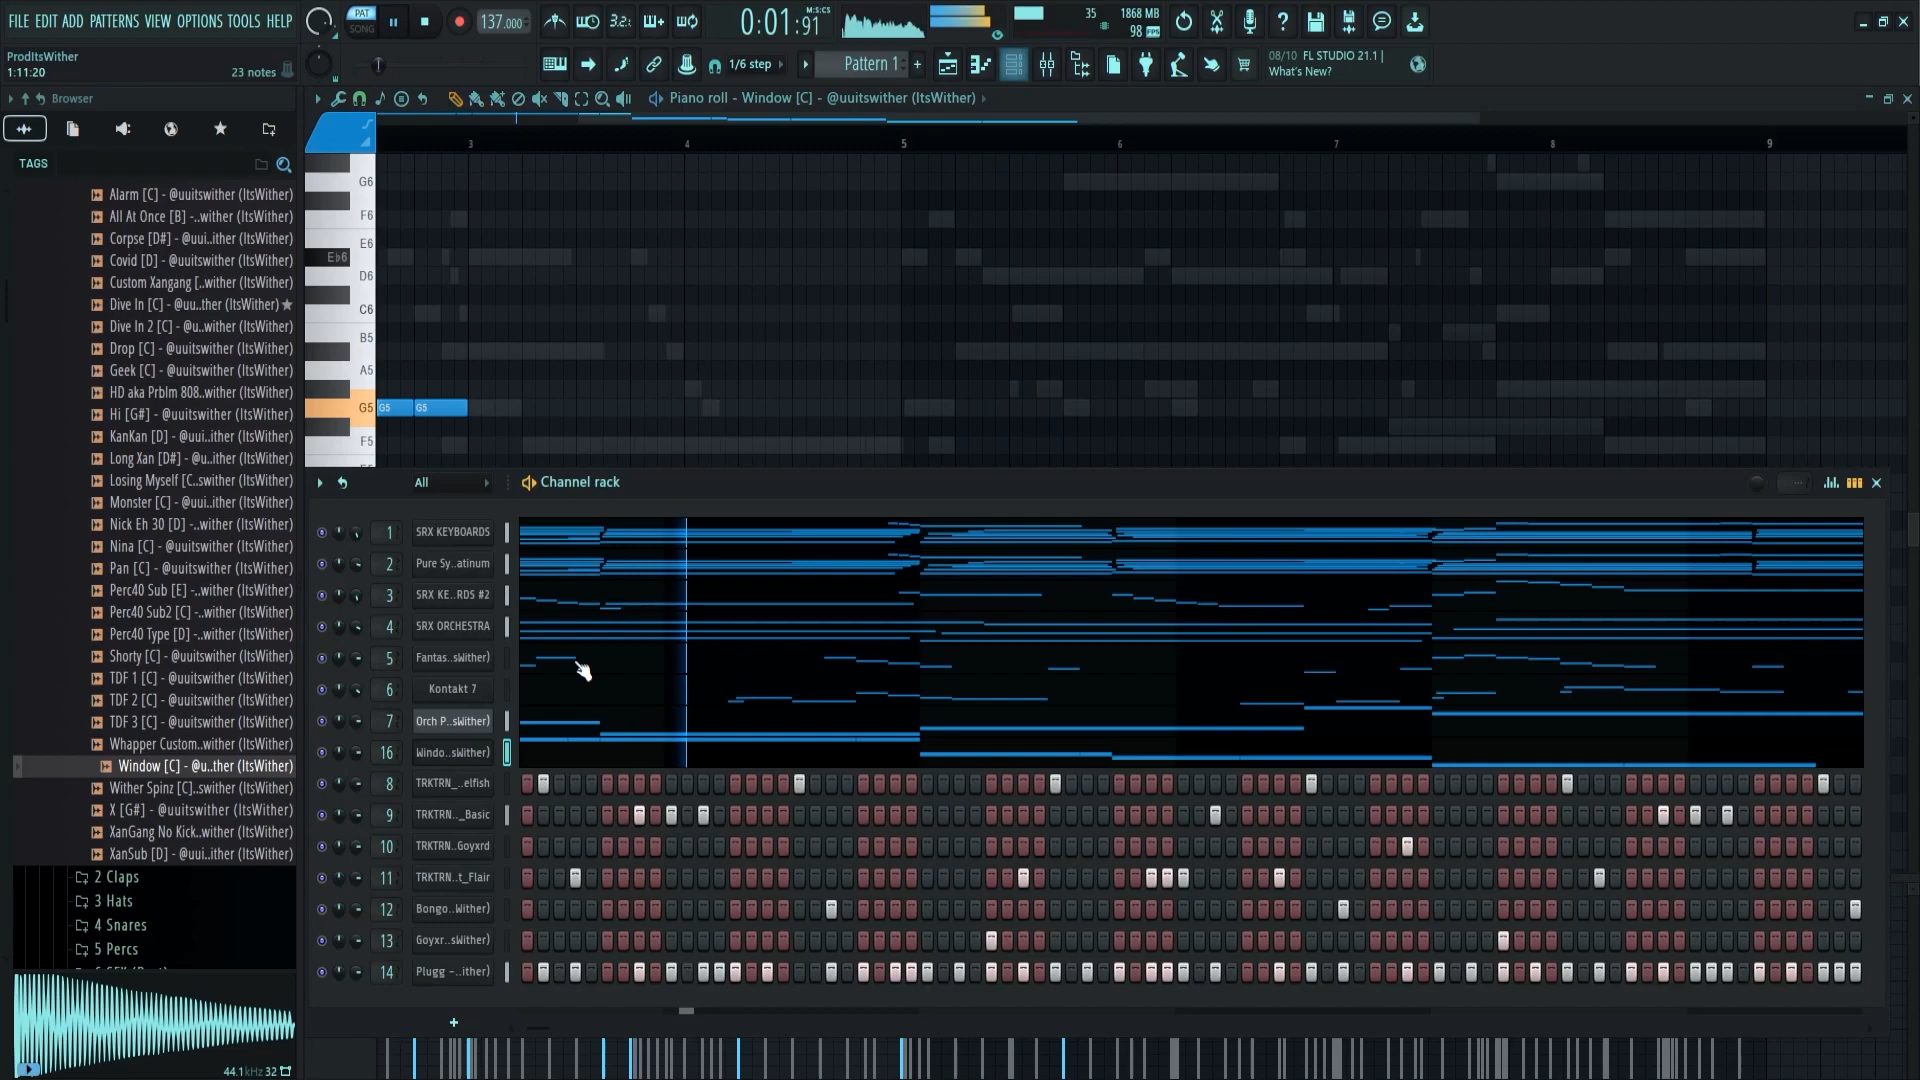 FILE EDIT ADD PATTERNS VIEW OPTIONS TOOLS HELP
PAT
SONG
137.000
3.2:
0:01:91
M:S:CS
35
1868 MB
98 FPS
ProdItsWither
1:11:20
23 notes
1/6 step
Pattern 1
08/10 FL STUDIO 21.1 |
What's New?
Browser
Piano roll - Window [C] - @uuitswither (ItsWither)
TAGS
Alarm [C] - @uuitswither (ItsWither)
All At Once [B] -..wither (ItsWither)
Corpse [D#] - @uui..ither (ItsWither)
Covid [D] - @uuitswither (ItsWither)
Custom Xangang [..wither (ItsWither)
Dive In [C] - @uu..ther (ItsWither)
Dive In 2 [C] - @u..wither (ItsWither)
Drop [C] - @uuitswither (ItsWither)
Geek [C] - @uuitswither (ItsWither)
HD aka Prblm 808..wither (ItsWither)
Hi [G#] - @uuitswither (ItsWither)
KanKan [D] - @uui..ither (ItsWither)
Long Xan [D#] - @u..ither (ItsWither)
Losing Myself [C..swither (ItsWither)
Monster [C] - @uui..ither (ItsWither)
Nick Eh 30 [D] -..wither (ItsWither)
Nina [C] - @uuitswither (ItsWither)
Pan [C] - @uuitswither (ItsWither)
Perc40 Sub [E] -..wither (ItsWither)
Perc40 Sub2 [C] -..wither (ItsWither)
Perc40 Type [D] -..wither (ItsWither)
Shorty [C] - @uuitswither (ItsWither)
TDF 1 [C] - @uuitswither (ItsWither)
TDF 2 [C] - @uuitswither (ItsWither)
TDF 3 [C] - @uuitswither (ItsWither)
Whapper Custom..wither (ItsWither)
Window [C] - @u..ther (ItsWither)
Wither Spinz [C]..swither (ItsWither)
X [G#] - @uuitswither (ItsWither)
XanGang No Kick..wither (ItsWither)
XanSub [D] - @uui..ither (ItsWither)
2 Claps
3 Hats
4 Snares
5 Percs
44.1kHz 32
3 4 5 6 7 8 9
G6
F6
E6
Eb6
D6
C6
B5
A5
G5 G5 G5
F5
All
Channel rack
1 SRX KEYBOARDS
2 Pure Sy..atinum
3 SRX KE..RDS #2
4 SRX ORCHESTRA
5 Fantas..sWither)
6 Kontakt 7
7 Orch P..sWither)
16 Windo..sWither)
8 TRKTRN_..elfish
9 TRKTRN.._Basic
10 TRKTRN..Goyxrd
11 TRKTRN..t_Flair
12 Bongo..Wither)
13 Goyxr..sWither)
14 Plugg -..ither)